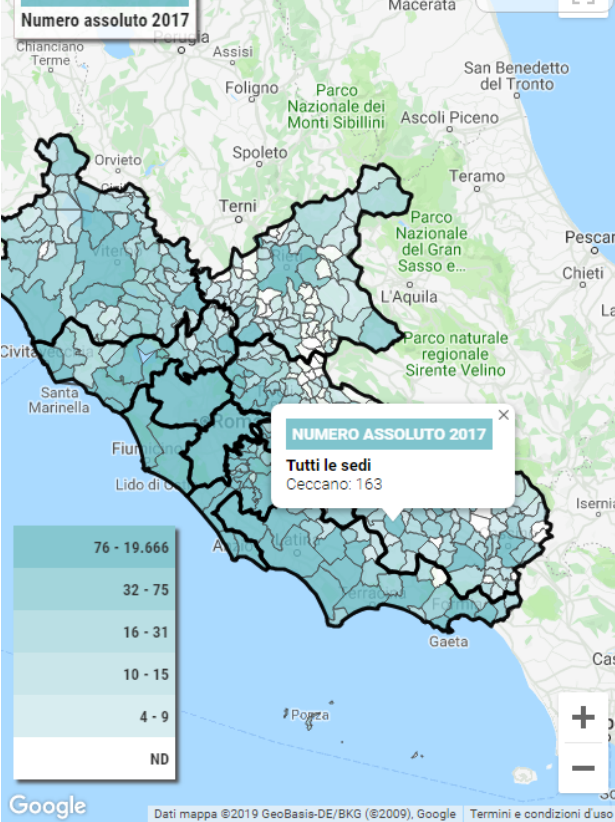 Macerata
Numero assoluto 2017
Perugia
Chianciano
Terme
Assisi
San Benedetto
del Tronto
Foligno
Parco
Nazionale dei
Monti Sibillini
Ascoli Piceno
Orvieto
Spoleto
Teramo
Terni
Parco
Nazionale
del Gran
Sasso e...
Viterbo
Rieti
Chieti
L'Aquila
Parco naturale
regionale
Sirente Velino
Civitavecchia
Santa
Marinella
×
NUMERO ASSOLUTO 2017
Tutti le sedi
Ceccano: 163
Roma
Fiumicino
Lido di O
Isernia
76 - 19.666
Latina
32 - 75
Terracina
Formia
16 - 31
Gaeta
10 - 15
4 - 9
Ponza
+
ND
−
Google
Dati mappa ©2019 GeoBasis-DE/BKG (©2009), Google
Termini e condizioni d'uso